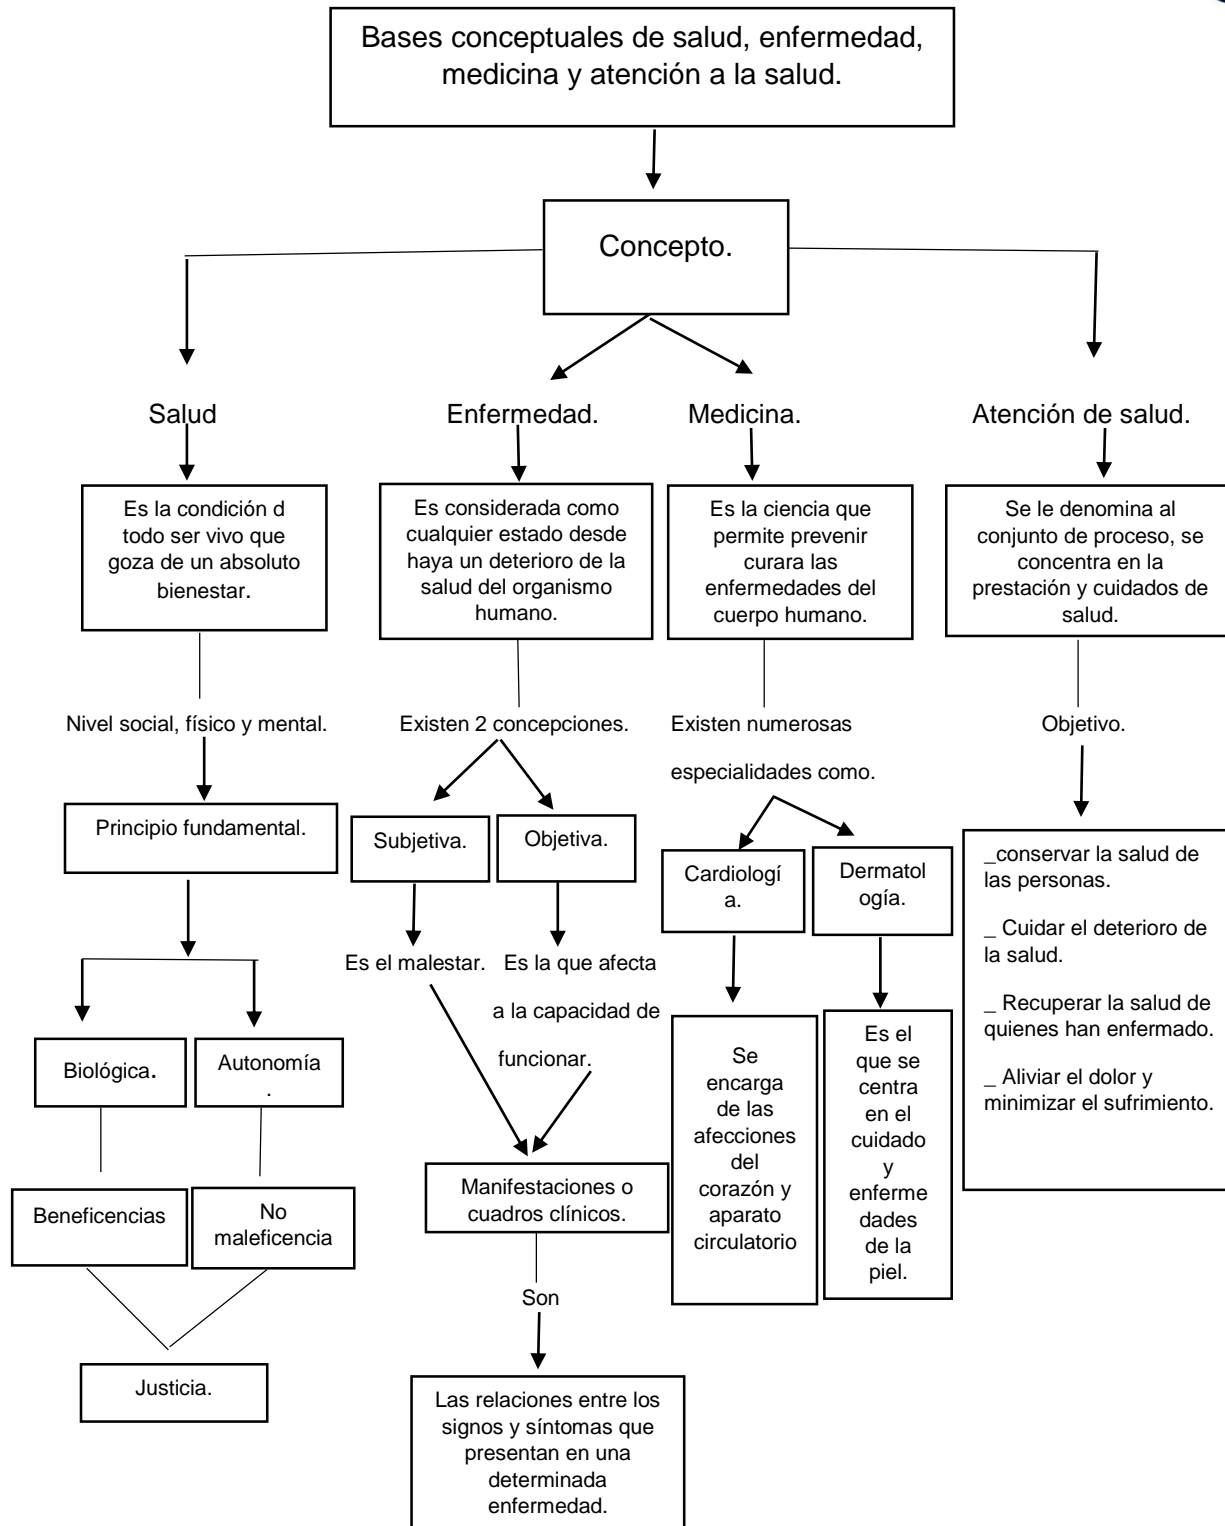 Bases conceptuales de salud, enfermedad,
medicina y atención a la salud.
Concepto.
Salud
Enfermedad.
Medicina.
Atención de salud.
Es la condición d
todo ser vivo que
goza de un absoluto
bienestar.
Es considerada como
cualquier estado desde
haya un deterioro de la
salud del organismo
humano.
Es la ciencia que
permite prevenir
curara las
enfermedades del
cuerpo humano.
Se le denomina al
conjunto de proceso, se
concentra en la
prestación y cuidados de
salud.
Nivel social, físico y mental.
Existen 2 concepciones.
Existen numerosas
especialidades como.
Objetivo.
Principio fundamental.
Subjetiva.
Objetiva.
Cardiologí
a.
Dermatol
ogía.
_conservar la salud de
las personas.
_ Cuidar el deterioro de
la salud.
_ Recuperar la salud de
quienes han enfermado.
_ Aliviar el dolor y
minimizar el sufrimiento.
Es el malestar.
Es la que afecta
a la capacidad de
funcionar.
Biológica.
Autonomía
.
Se
encarga
de las
afecciones
del
corazón y
aparato
circulatorio
Es el
que se
centra
en el
cuidado
y
enferme
dades
de la
piel.
Beneficencias
No
maleficencia
Manifestaciones o
cuadros clínicos.
Son
Justicia.
Las relaciones entre los
signos y síntomas que
presentan en una
determinada
enfermedad.